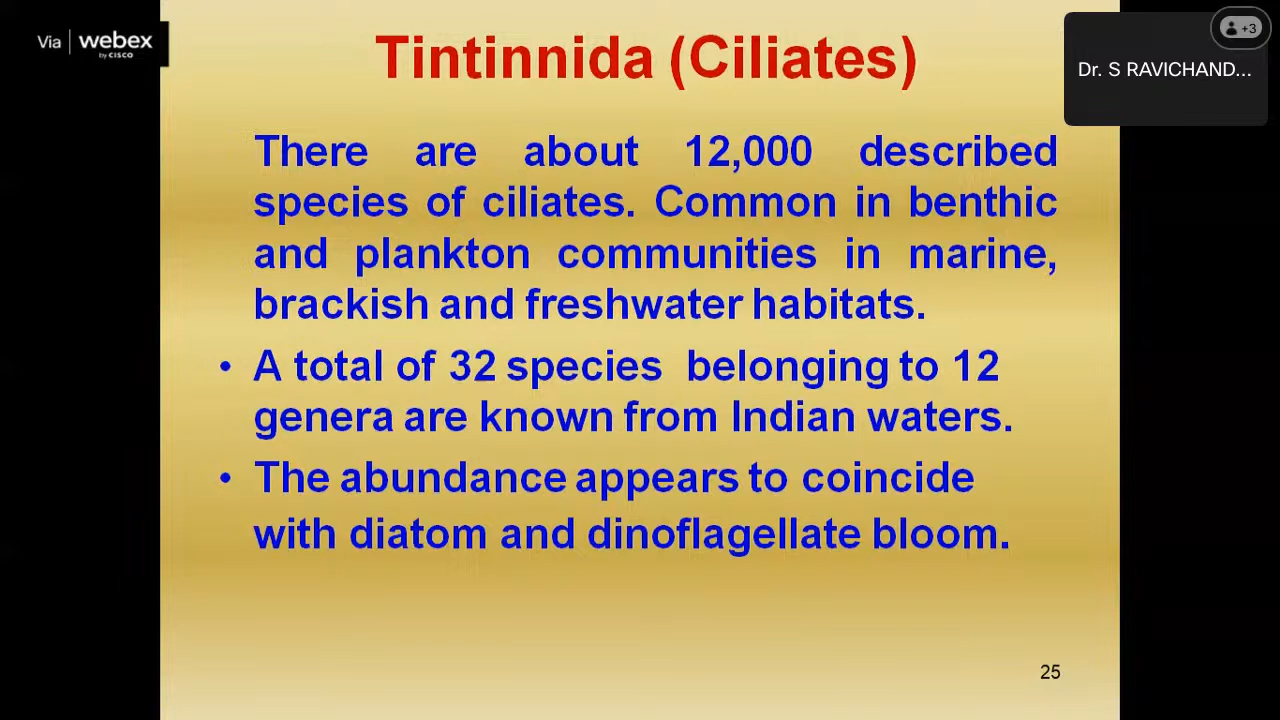 Via webex
by CISCO
+3
Dr. S RAVICHAND...
Tintinnida (Ciliates)
There are about 12,000 described
species of ciliates. Common in benthic
and plankton communities in marine,
brackish and freshwater habitats.
• A total of 32 species belonging to 12
genera are known from Indian waters.
• The abundance appears to coincide
with diatom and dinoflagellate bloom.
25